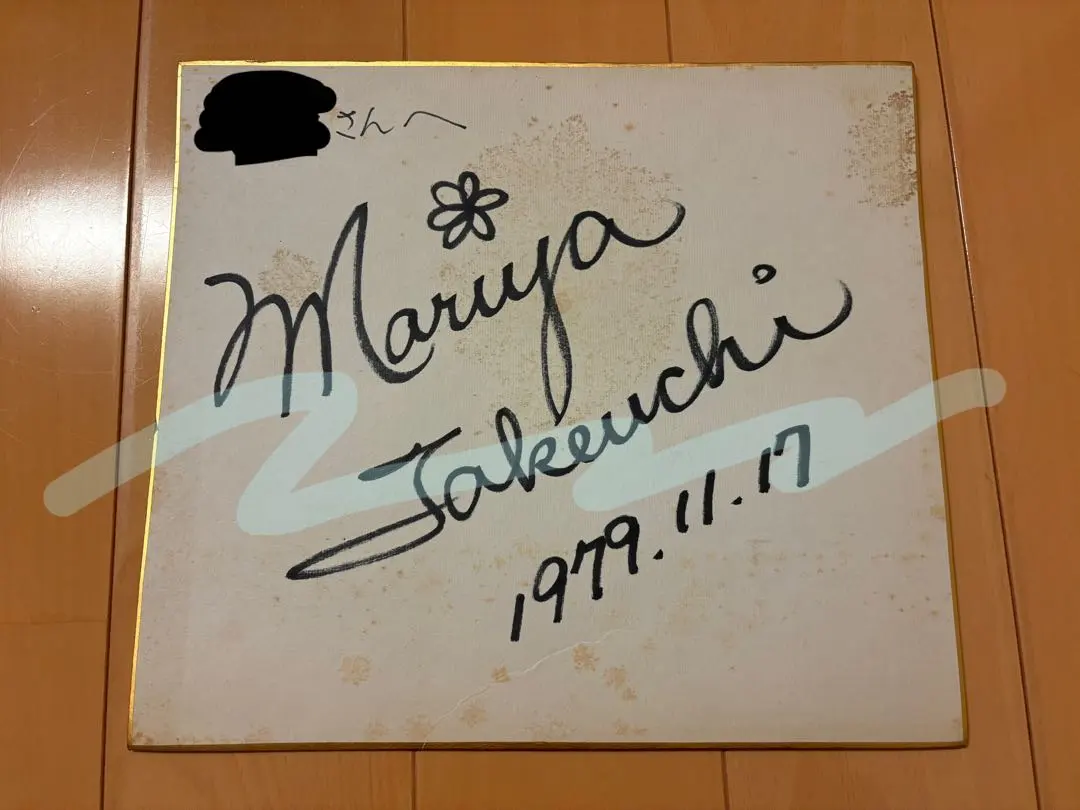 さんへ
Mariya
Takeuchi
1979.11.17